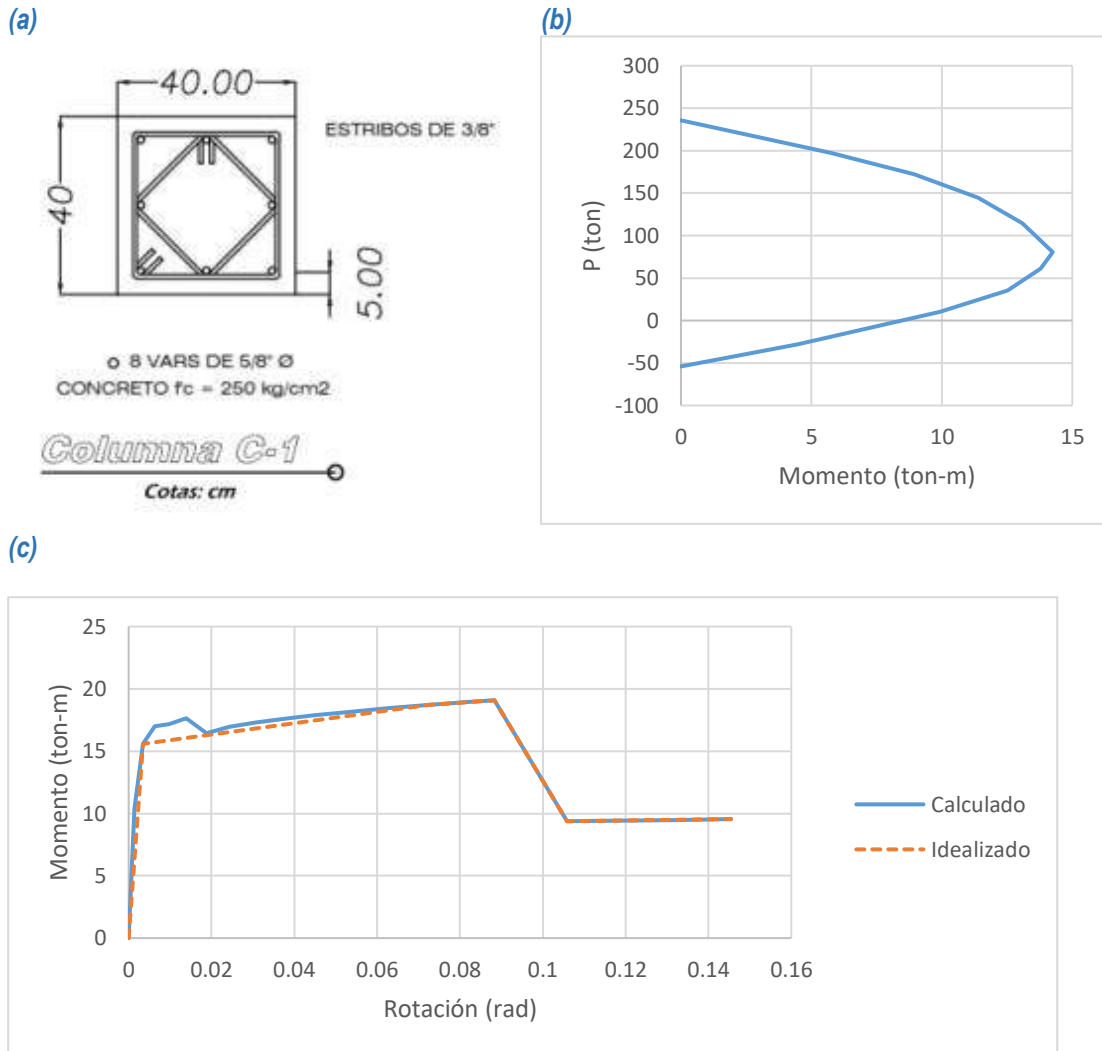 (a)
40.00
ESTRIBOS DE 3/8"
40
5.00
8 VARS DE 5/8" Ø
CONCRETO f'c = 250 kg/cm2
Columna C-1
Cotas: cm
(b)
300
250
200
150
100
50
0
-50
-100
P (ton)
0 5 10 15
Momento (ton-m)
(c)
25
20
15
10
5
0
Momento (ton-m)
0 0.02 0.04 0.06 0.08 0.1 0.12 0.14 0.16
Rotación (rad)
Calculado
Idealizado